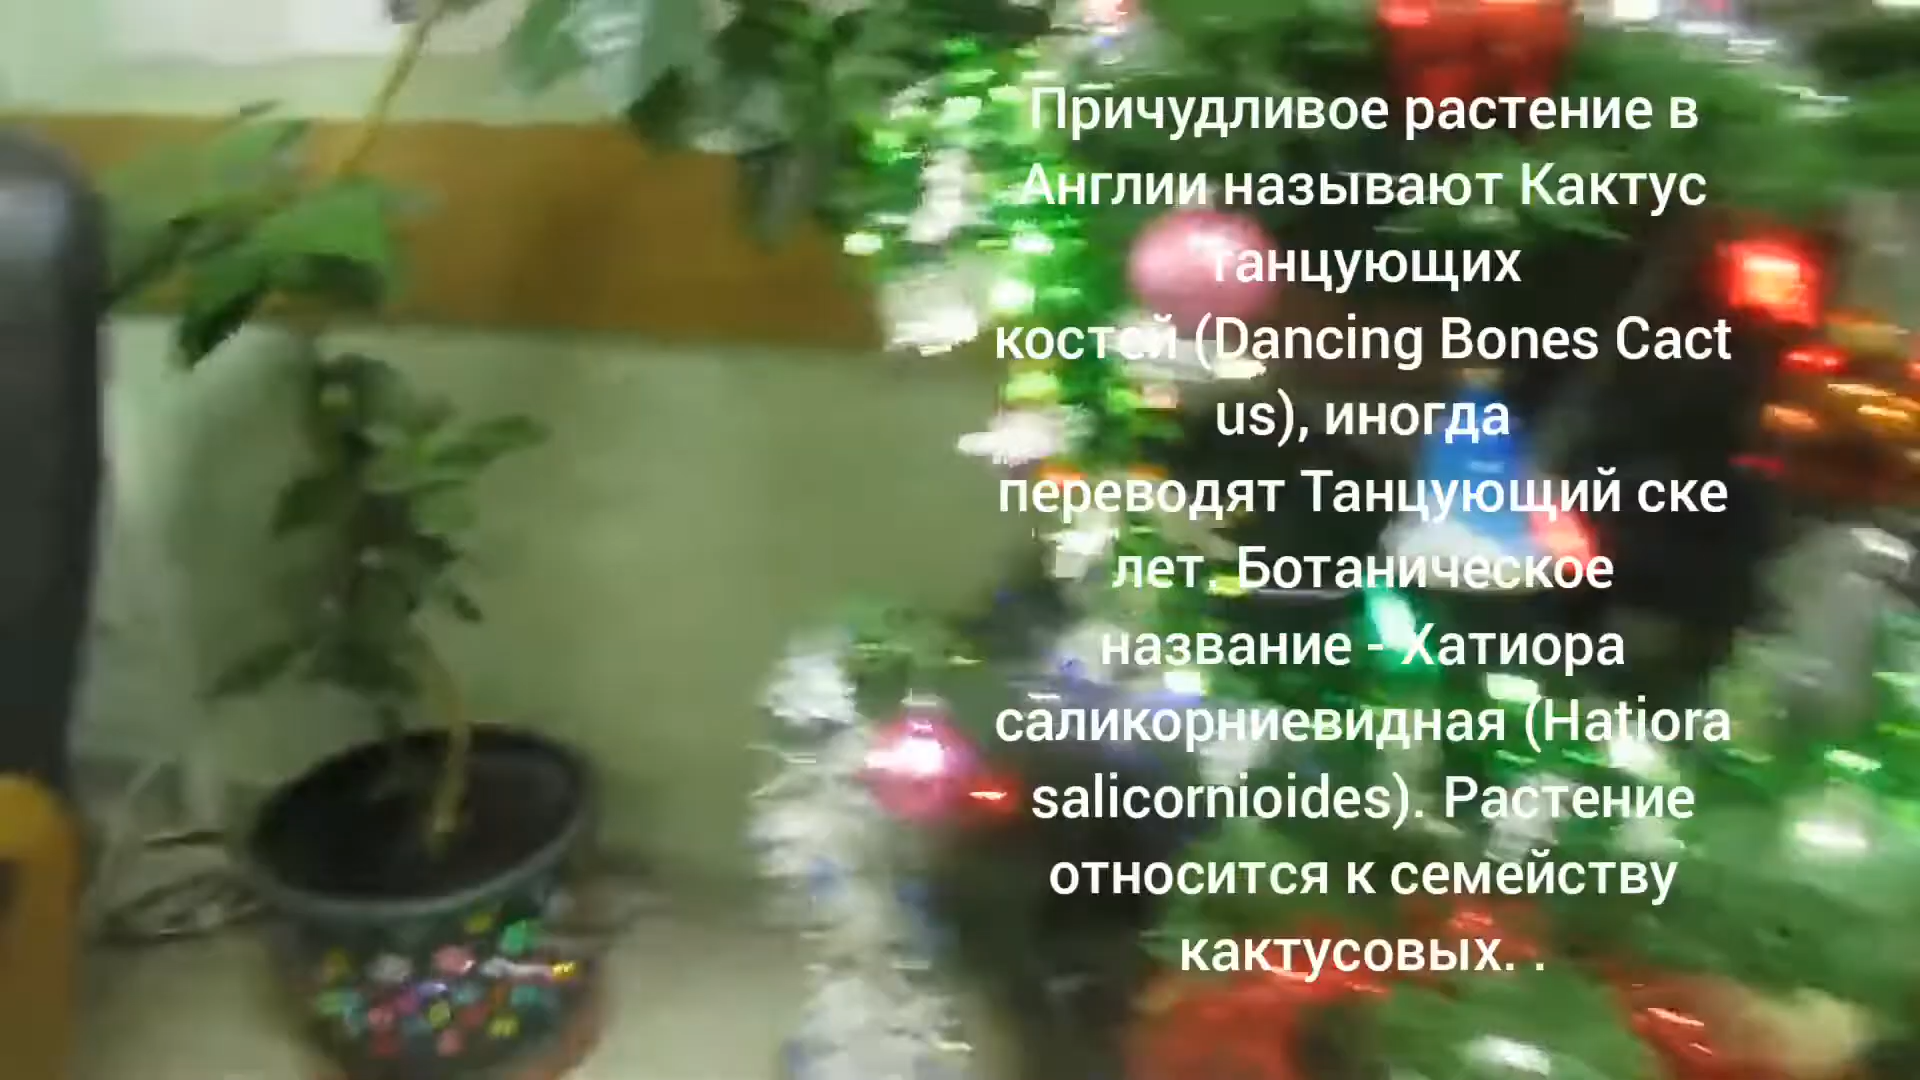 Причудливое растение в
Англии называют Кактус
танцующих
костей (Dancing Bones Cact
us), иногда
переводят Танцующий ске
лет. Ботаническое
название - Хатиора
саликорниевидная (Hatiora
salicornioides). Растение
относится к семейству
кактусовых. .